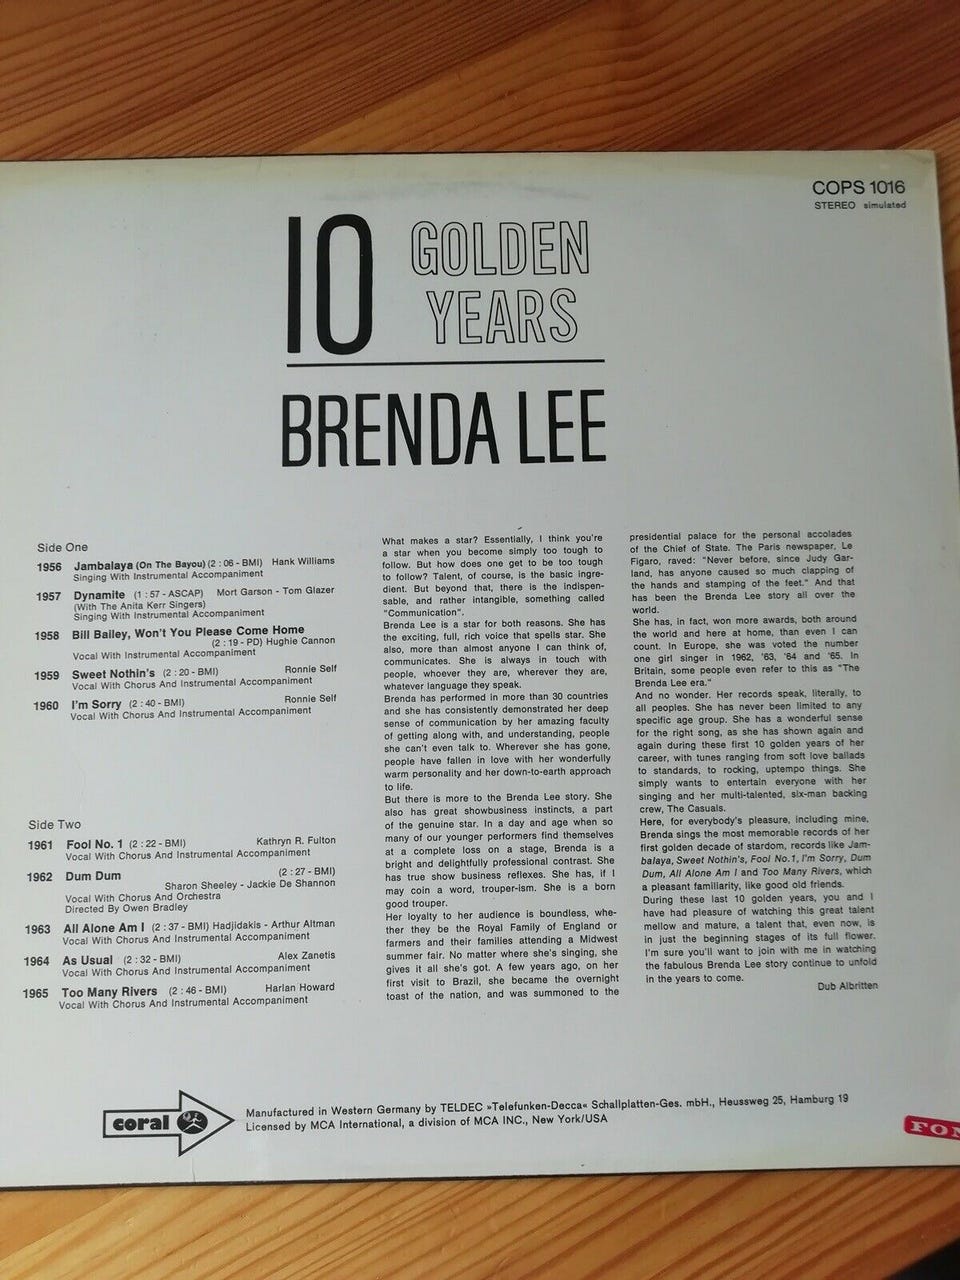 COPS 1016
STEREO simulated
10 GOLDEN
YEARS
BRENDA LEE
Side One
1956 Jambalaya (On The Bayou) (2 : 06 - BMI) Hank Williams
Singing With Instrumental Accompaniment
1957 Dynamite (1 : 57 - ASCAP) Mort Garson - Tom Glazer
(With The Anita Kerr Singers)
Singing With Instrumental Accompaniment
1958 Bill Bailey, Won't You Please Come Home
(2 : 19 - PD) Hughie Cannon
Vocal With Instrumental Accompaniment
1959 Sweet Nothin's (2 : 20 - BMI) Ronnie Self
Vocal With Chorus And Instrumental Accompaniment
1960 I'm Sorry (2 : 40 - BMI) Ronnie Self
Vocal With Chorus And Instrumental Accompaniment
Side Two
1961 Fool No. 1 (2 : 22 - BMI) Kathryn R. Fulton
Vocal With Chorus And Instrumental Accompaniment
1962 Dum Dum (2 : 27 - BMI)
Sharon Sheeley - Jackie De Shannon
Vocal With Chorus And Orchestra
Directed By Owen Bradley
1963 All Alone Am I (2 : 37 - BMI) Hadjidakis - Arthur Altman
Vocal With Chorus And Instrumental Accompaniment
1964 As Usual (2 : 32 - BMI) Alex Zanetis
Vocal With Chorus And Instrumental Accompaniment
1965 Too Many Rivers (2 : 46 - BMI) Harlan Howard
Vocal With Chorus And Instrumental Accompaniment
What makes a star? Essentially, I think you're
a star when you become simply too tough to
follow. But how does one get to be too tough
to follow? Talent, of course, is the basic ingre-
dient. But beyond that, there is the indispen-
sable, and rather intangible, something called
"Communication".
Brenda Lee is a star for both reasons. She has
the exciting, full, rich voice that spells star. She
also, more than almost anyone I can think of,
communicates. She is always in touch with
people, whoever they are, wherever they are,
whatever language they speak.
Brenda has performed in more than 30 countries
and she has consistently demonstrated her deep
sense of communication by her amazing faculty
of getting along with, and understanding, people
she can't even talk to. Wherever she has gone,
people have fallen in love with her wonderfully
warm personality and her down-to-earth approach
to life.
But there is more to the Brenda Lee story. She
also has great showbusiness instincts, a part
of the genuine star. In a day and age when so
many of our younger performers find themselves
at a complete loss on a stage, Brenda is a
bright and delightfully professional contrast. She
has true show business reflexes. She has, if I
may coin a word, trouper-ism. She is a born
good trouper.
Her loyalty to her audience is boundless, whe-
ther they be the Royal Family of England or
farmers and their families attending a Midwest
summer fair. No matter where she's singing, she
gives it all she's got. A few years ago, on her
first visit to Brazil, she became the overnight
toast of the nation, and was summoned to the
presidential palace for the personal accolades
of the Chief of State. The Paris newspaper, Le
Figaro, raved: "Never before, since Judy Gar-
land, has anyone caused so much clapping of
the hands and stamping of the feet." And that
has been the Brenda Lee story all over the
world.
She has, in fact, won more awards, both around
the world and here at home, than even I can
count. In Europe, she was voted the number
one girl singer in 1962, '63, '64 and '65. In
Britain, some people even refer to this as "The
Brenda Lee era."
And no wonder. Her records speak, literally, to
all peoples. She has never been limited to any
specific age group. She has a wonderful sense
for the right song, as she has shown again and
again during these first 10 golden years of her
career, with tunes ranging from soft love ballads
to standards, to rocking, uptempo things. She
simply wants to entertain everyone with her
singing and her multi-talented, six-man backing
crew, The Casuals.
Here, for everybody's pleasure, including mine,
Brenda sings the most memorable records of her
first golden decade of stardom, records like Jam-
balaya, Sweet Nothin's, Fool No. 1, I'm Sorry, Dum
Dum, All Alone Am I and Too Many Rivers, which
a pleasant familiarity, like good old friends.
During these last 10 golden years, you and I
have had pleasure of watching this great talent
mellow and mature, a talent that, even now, is
in just the beginning stages of its full flower.
I'm sure you'll want to join with me in watching
the fabulous Brenda Lee story continue to unfold
in the years to come.
Dub Albritten
coral
Manufactured in Western Germany by TELDEC »Telefunken-Decca« Schallplatten-Ges. mbH., Heussweg 25, Hamburg 19
Licensed by MCA International, a division of MCA INC., New York/USA